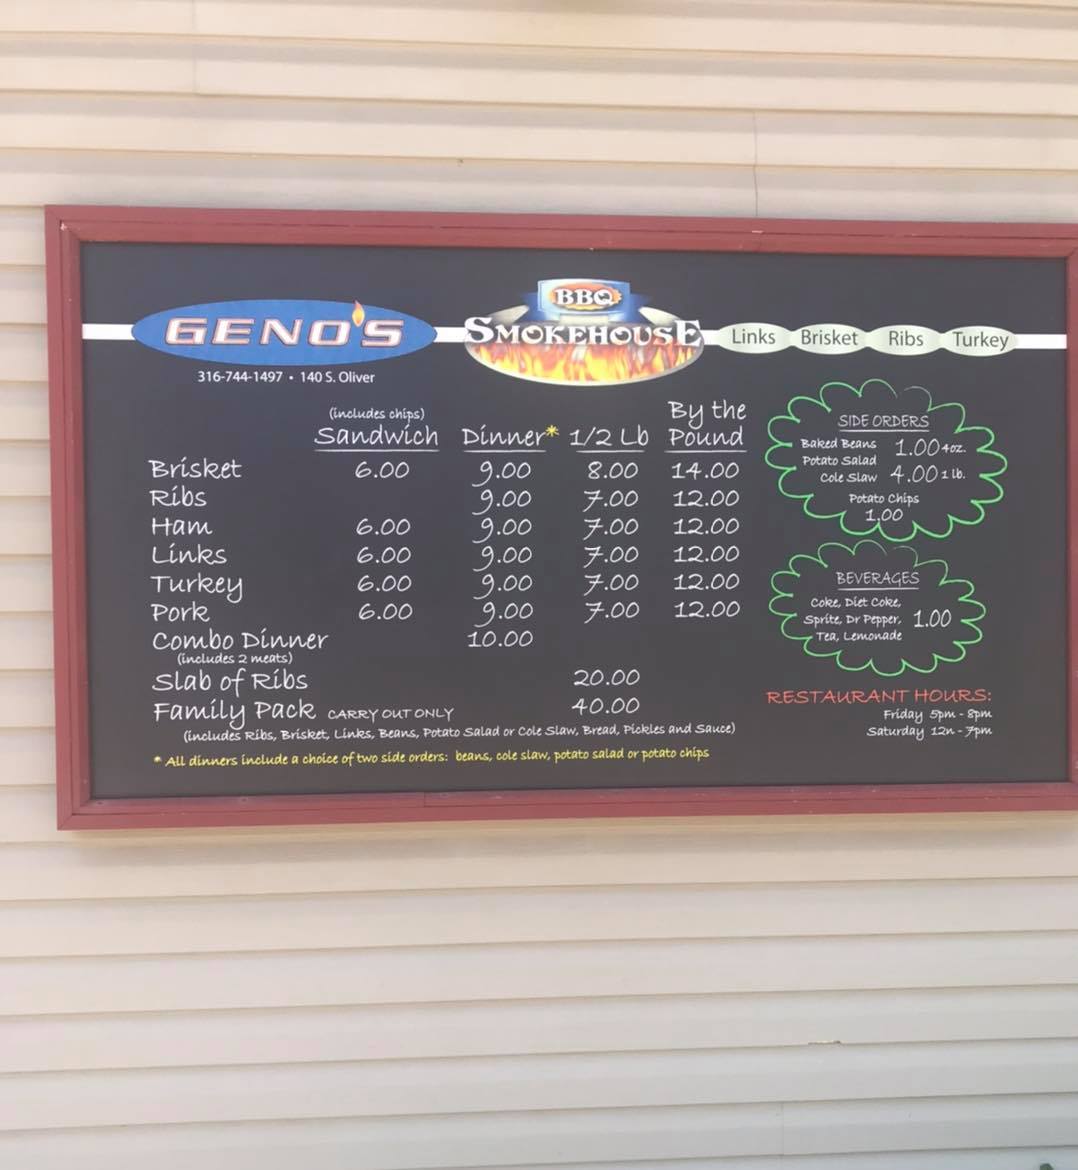 GENO'S BBQ SMOKEHOUSE Links Brisket Ribs Turkey
316-744-1497 • 140 S. Oliver
(includes chips)
Sandwich Dinner* 1/2 Lb By the Pound
Brisket 6.00 9.00 8.00 14.00
Ribs 9.00 7.00 12.00
Ham 6.00 9.00 7.00 12.00
Links 6.00 9.00 7.00 12.00
Turkey 6.00 9.00 7.00 12.00
Pork 6.00 9.00 7.00 12.00
Combo Dinner 10.00
(includes 2 meats)
Slab of Ribs 20.00
Family Pack CARRY OUT ONLY 40.00
(includes Ribs, Brisket, Links, Beans, Potato Salad or Cole Slaw, Bread, Pickles and Sauce)
* All dinners include a choice of two side orders: beans, cole slaw, potato salad or potato chips
SIDE ORDERS
Baked Beans 1.00 4oz.
Potato Salad
Cole Slaw 4.00 1 lb.
Potato Chips
1.00
BEVERAGES
Coke, Diet Coke,
Sprite, Dr Pepper, 1.00
Tea, Lemonade
RESTAURANT HOURS:
Friday 5pm - 8pm
Saturday 12n - 7pm